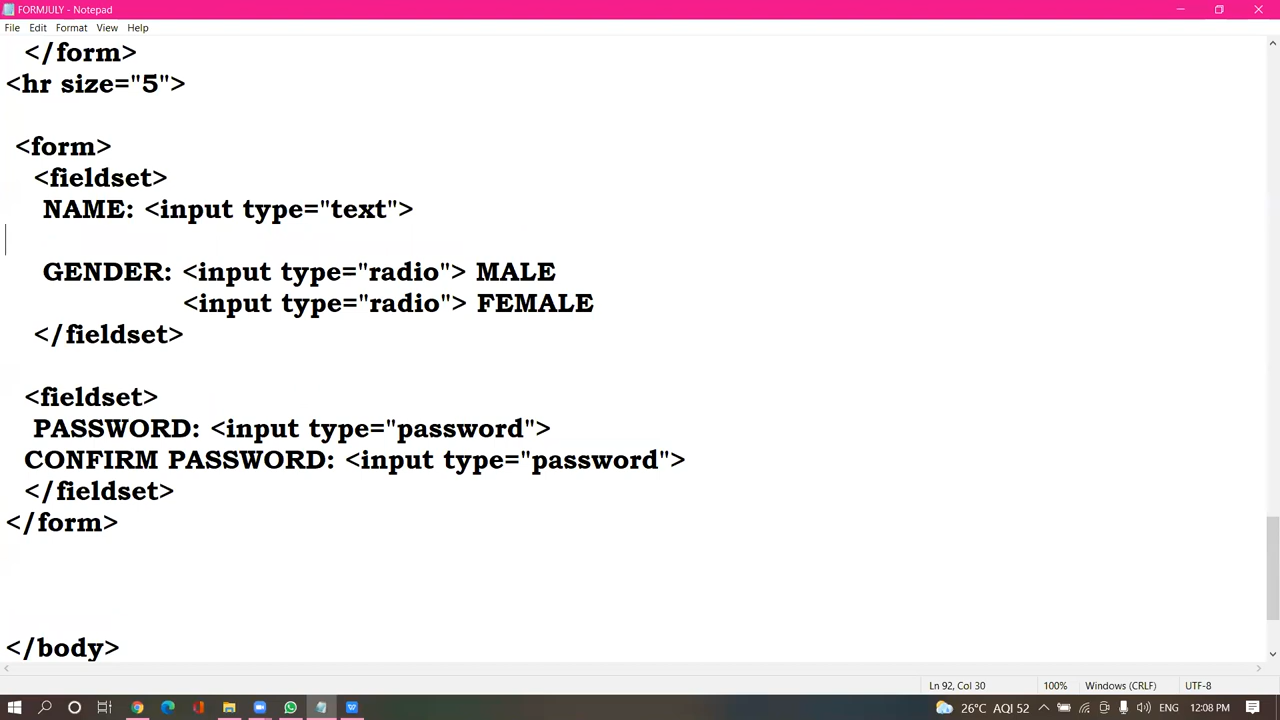 FORMJULY - Notepad
File Edit Format View Help
</form>
<hr size="5">
<form>
<fieldset>
NAME: <input type="text">
GENDER: <input type="radio"> MALE
<input type="radio"> FEMALE
</fieldset>
<fieldset>
PASSWORD: <input type="password">
CONFIRM PASSWORD: <input type="password">
</fieldset>
</form>
</body>
Ln 92, Col 30 100% Windows (CRLF) UTF-8
26°C AQI 52 12:08 PM